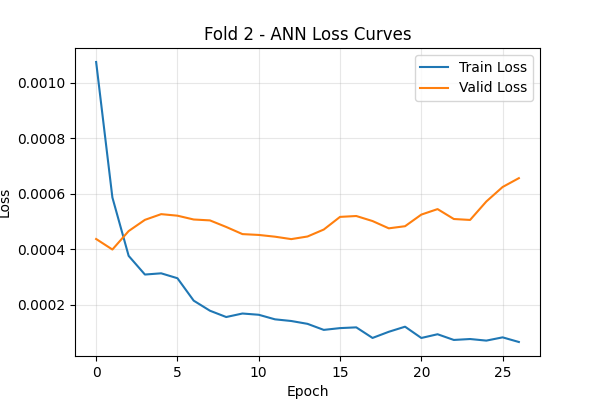 Fold 2 - ANN Loss Curves
Train Loss
Valid Loss
0.0010
0.0008
0.0006
0.0004
0.0002
Loss
0 5 10 15 20 25
Epoch